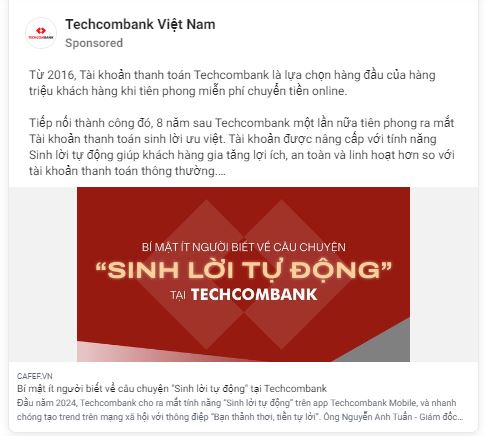 Techcombank Việt Nam
TECHCOMBANK
Sponsored
Từ 2016, Tài khoản thanh toán Techcombank là lựa chọn hàng đầu của hàng
triệu khách hàng khi tiên phong miễn phí chuyển tiền online.
Tiếp nối thành công đó, 8 năm sau Techcombank một lần nữa tiên phong ra mắt
Tài khoản thanh toán sinh lời ưu việt. Tài khoản được nâng cấp với tính năng
Sinh lời tự động giúp khách hàng gia tăng lợi ích, an toàn và linh hoạt hơn so với
tài khoản thanh toán thông thường....
BÍ MẬT ÍT NGƯỜI BIẾT VỀ CÂU CHUYỆN
“SINH LỜI TỰ ĐỘNG”
TẠI TECHCOMBANK
CAFEF.VN
Bí mật ít người biết về câu chuyện "Sinh lời tự động" tại Techcombank
Đầu năm 2024, Techcombank cho ra mắt tính năng “Sinh lời tự động” trên app Techcombank Mobile, và nhanh
chóng tạo trend trên mạng xã hội với thông điệp “Bạn thảnh thơi, tiền tự lời”. Ông Nguyễn Anh Tuấn - Giám đốc...